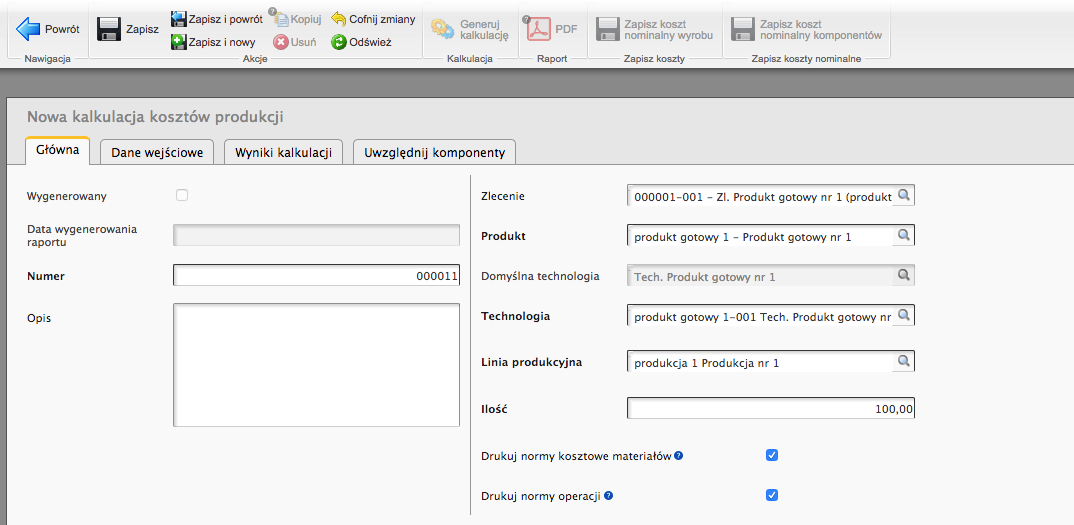 Powrót
Nawigacja
Zapisz
Zapisz i powrót
Zapisz i nowy
? Kopiuj
Usuń
Cofnij zmiany
Odśwież
Akcje
Generuj
kalkulację
Kalkulacja
? PDF
Raport
Zapisz koszt
nominalny wyrobu
Zapisz koszty
Zapisz koszt
nominalny komponentów
Zapisz koszty nominalne
Nowa kalkulacja kosztów produkcji
Główna
Dane wejściowe
Wyniki kalkulacji
Uwzględnij komponenty
Wygenerowany
Data wygenerowania
raportu
Numer
000011
Opis
Zlecenie
000001-001 - Zl. Produkt gotowy nr 1 (produkt
Produkt
produkt gotowy 1 - Produkt gotowy nr 1
Domyślna technologia
Tech. Produkt gotowy nr 1
Technologia
produkt gotowy 1-001 Tech. Produkt gotowy nr
Linia produkcyjna
produkcja 1 Produkcja nr 1
Ilość
100,00
Drukuj normy kosztowe materiałów ?
Drukuj normy operacji ?